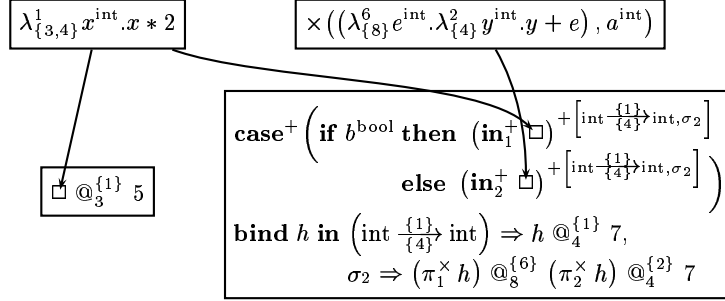 λ^1_{3,4} x^int . x ∗ 2
×((λ^6_{8} e^int . λ^2_{4} y^int . y + e) , a^int)
□ @^{1}_3 5
case^+ (if b^bool then (in^+_1 □)^{+[int –{1}/{4}→ int, σ_2]}
else (in^+_2 □)^{+[int –{1}/{4}→ int, σ_2]})
bind h in (int –{1}/{4}→ int) ⇒ h @^{1}_4 7,
σ_2 ⇒ (π^×_1 h) @^{6}_8 (π^×_2 h) @^{2}_4 7